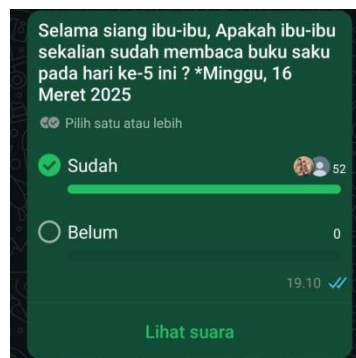 Selama siang ibu-ibu, Apakah ibu-ibu
sekalian sudah membaca buku saku
pada hari ke-5 ini ? *Minggu, 16
Meret 2025
Pilih satu atau lebih
Sudah 52
Belum 0
19.10
Lihat suara